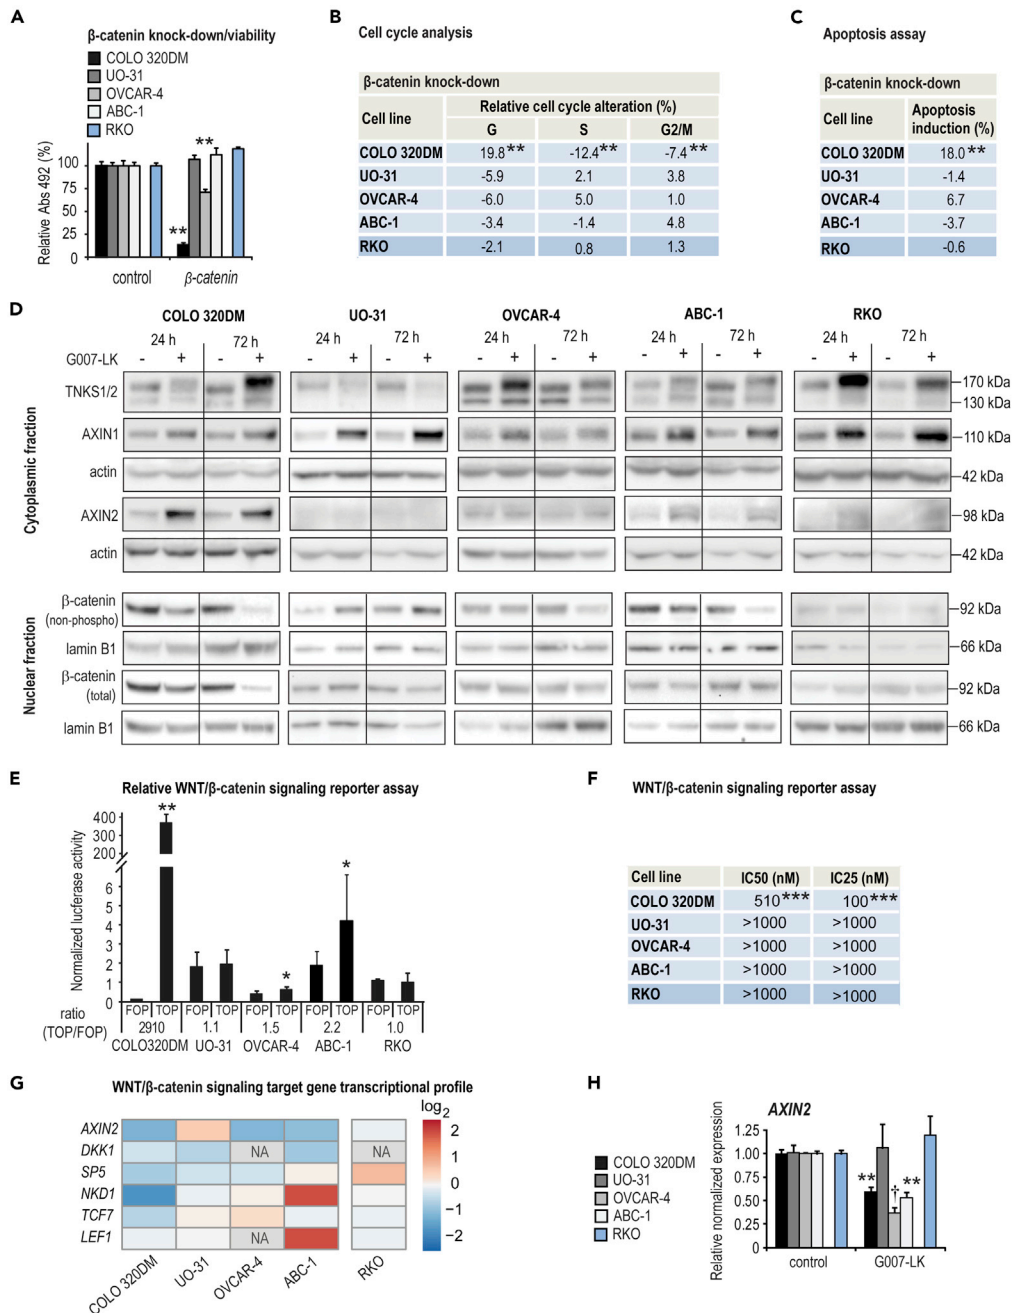 A
β-catenin knock-down/viability
COLO 320DM
UO-31
OVCAR-4
ABC-1
RKO
Relative Abs 492 (%)
100
75
50
25
0
**
**
control
β-catenin
B
Cell cycle analysis
β-catenin knock-down
Cell line
Relative cell cycle alteration (%)
G S G2/M
COLO 320DM 19.8** -12.4** -7.4**
UO-31 -5.9 2.1 3.8
OVCAR-4 -6.0 5.0 1.0
ABC-1 -3.4 -1.4 4.8
RKO -2.1 0.8 1.3
C
Apoptosis assay
β-catenin knock-down
Cell line
Apoptosis
induction (%)
COLO 320DM 18.0**
UO-31 -1.4
OVCAR-4 6.7
ABC-1 -3.7
RKO -0.6
D
COLO 320DM UO-31 OVCAR-4 ABC-1 RKO
24 h 72 h 24 h 72 h 24 h 72 h 24 h 72 h 24 h 72 h
G007-LK - + - + - + - + - + - + - + - + - + - +
Cytoplasmic fraction
TNKS1/2
170 kDa
130 kDa
AXIN1 110 kDa
actin 42 kDa
AXIN2 98 kDa
actin 42 kDa
Nuclear fraction
β-catenin
(non-phospho)
92 kDa
lamin B1 66 kDa
β-catenin
(total)
92 kDa
lamin B1 66 kDa
E
Relative WNT/β-catenin signaling reporter assay
Normalized luciferase activity
400
300
200
6
5
4
3
2
1
0
**
*
*
FOP TOP FOP TOP FOP TOP FOP TOP FOP TOP
ratio
(TOP/FOP)
2910 1.1 1.5 2.2 1.0
COLO320DM UO-31 OVCAR-4 ABC-1 RKO
F
WNT/β-catenin signaling reporter assay
Cell line IC50 (nM) IC25 (nM)
COLO 320DM 510*** 100***
UO-31 >1000 >1000
OVCAR-4 >1000 >1000
ABC-1 >1000 >1000
RKO >1000 >1000
G
WNT/β-catenin signaling target gene transcriptional profile
AXIN2
DKK1 NA NA
SP5
NKD1
TCF7
LEF1 NA
COLO 320DM UO-31 OVCAR-4 ABC-1 RKO
log2
2
1
0
−1
−2
H
AXIN2
COLO 320DM
UO-31
OVCAR-4
ABC-1
RKO
Relative normalized expression
1.25
1.00
0.75
0.50
0.25
0
** † **
control
G007-LK